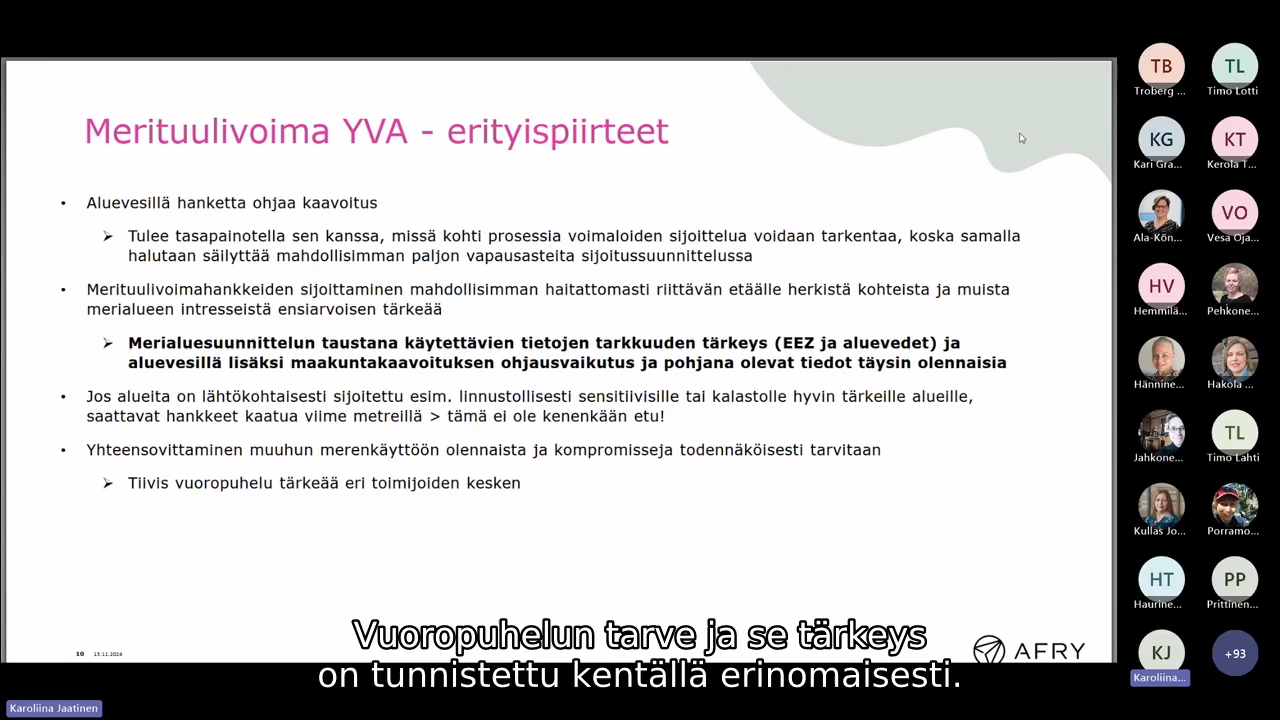 Merituulivoima YVA - erityispiirteet
• Aluevesillä hanketta ohjaa kaavoitus
➢ Tulee tasapainotella sen kanssa, missä kohti prosessia voimaloiden sijoittelua voidaan tarkentaa, koska samalla
halutaan säilyttää mahdollisimman paljon vapausasteita sijoitussuunnittelussa
• Merituulivoimahankkeiden sijoittaminen mahdollisimman haitattomasti riittävän etäälle herkistä kohteista ja muista
merialueen intresseistä ensiarvoisen tärkeää
➢ Merialuesuunnittelun taustana käytettävien tietojen tarkkuuden tärkeys (EEZ ja aluevedet) ja
aluevesillä lisäksi maakuntakaavoituksen ohjausvaikutus ja pohjana olevat tiedot täysin olennaisia
• Jos alueita on lähtökohtaisesti sijoitettu esim. linnustollisesti sensitiivisille tai kalastolle hyvin tärkeille alueille,
saattavat hankkeet kaatua viime metreillä > tämä ei ole kenenkään etu!
• Yhteensovittaminen muuhun merenkäyttöön olennaista ja kompromisseja todennäköisesti tarvitaan
➢ Tiivis vuoropuhelu tärkeää eri toimijoiden kesken
10 13.11.2024
AFRY
Vuoropuhelun tarve ja se tärkeys
on tunnistettu kentällä erinomaisesti.
Karoliina Jaatinen
TB TL
Troberg ... Timo Lotti
KG KT
Kari Gra... Kerola T...
VO
Ala-Kön... Vesa Oja...
HV
Hemmilä... Pehkone...
Hännine... Hakola ...
TL
Jahkone... Timo Lahti
Kullas Jo... Porramo...
HT PP
Haurine... Prittinen...
KJ +93
Karoliina...